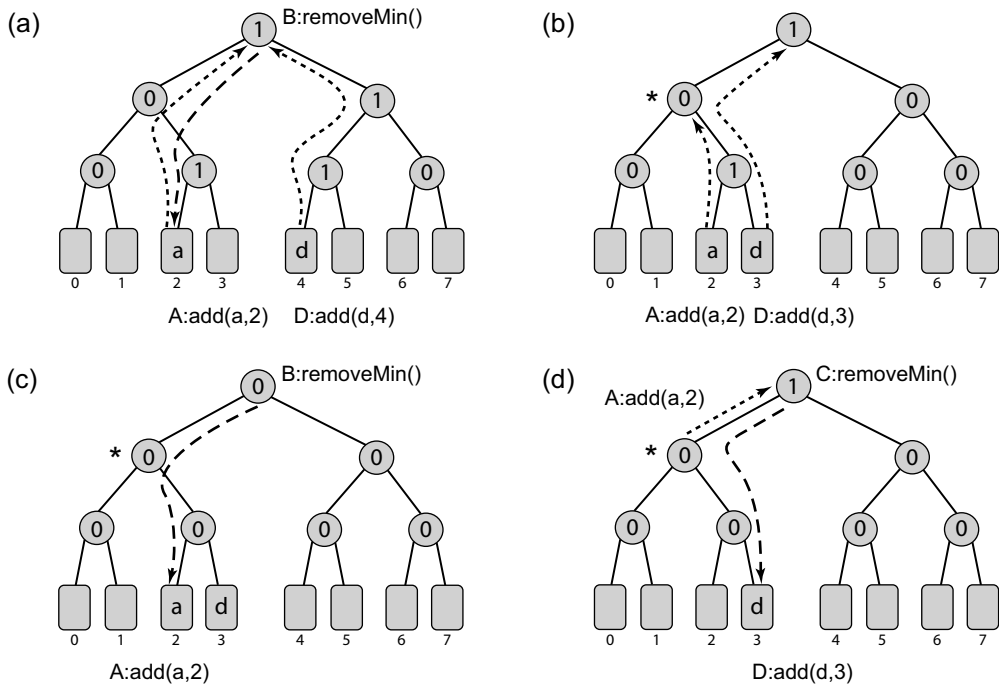 (a) B:removeMin() (b)
1 1
0 1 * 0 0
0 1 1 0 0 1 0 0
a d a d
0 1 2 3 4 5 6 7 0 1 2 3 4 5 6 7
A:add(a,2) D:add(d,4) A:add(a,2) D:add(d,3)
(c) B:removeMin() (d) C:removeMin()
0 A:add(a,2) 1
* 0 0 * 0 0
0 0 0 0 0 0 0 0
a d d
0 1 2 3 4 5 6 7 0 1 2 3 4 5 6 7
A:add(a,2) D:add(d,3)